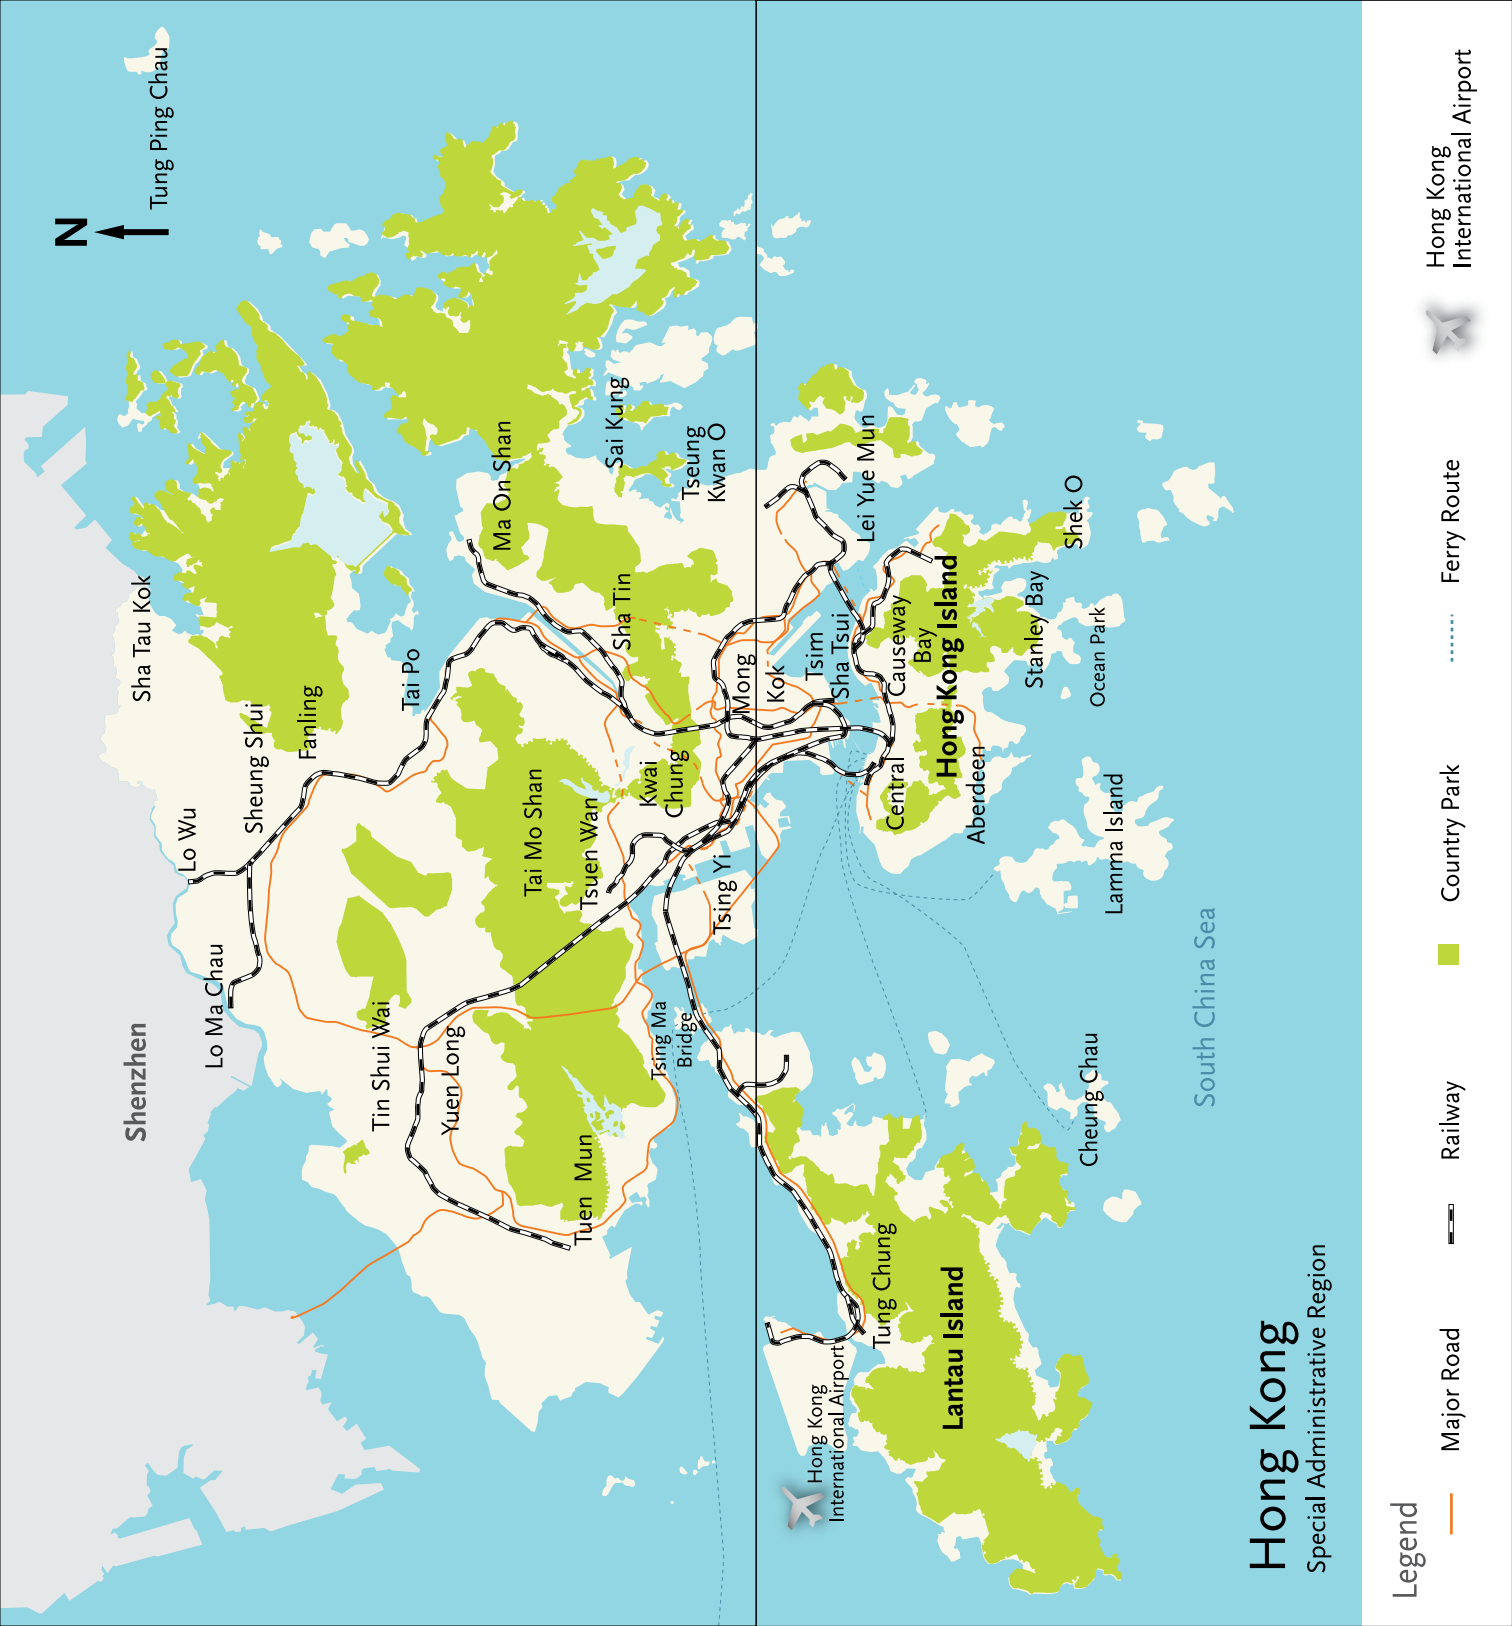 N
Tung Ping Chau
Shenzhen
Sha Tau Kok
Lo Wu
Sheung Shui
Lo Ma Chau
Fanling
Tai Po
Tin Shui Wai
Yuen Long
Ma On Shan
Tai Mo Shan
Tsuen Wan
Tuen Mun
Sai Kung
Sha Tin
Kwai
Chung
Tsing Ma
Bridge
Tseung
Kwan O
Tsing Yi
Mong
Kok
Tsim
Sha Tsui
Lei Yue Mun
Hong Kong
International Airport
Tung Chung
Central
Causeway
Bay
Hong Kong Island
Lantau Island
Aberdeen
Stanley Bay
Shek O
Ocean Park
Lamma Island
Cheung Chau
South China Sea
Hong Kong
Special Administrative Region
Legend
Major Road
Railway
Country Park
Ferry Route
Hong Kong
International Airport